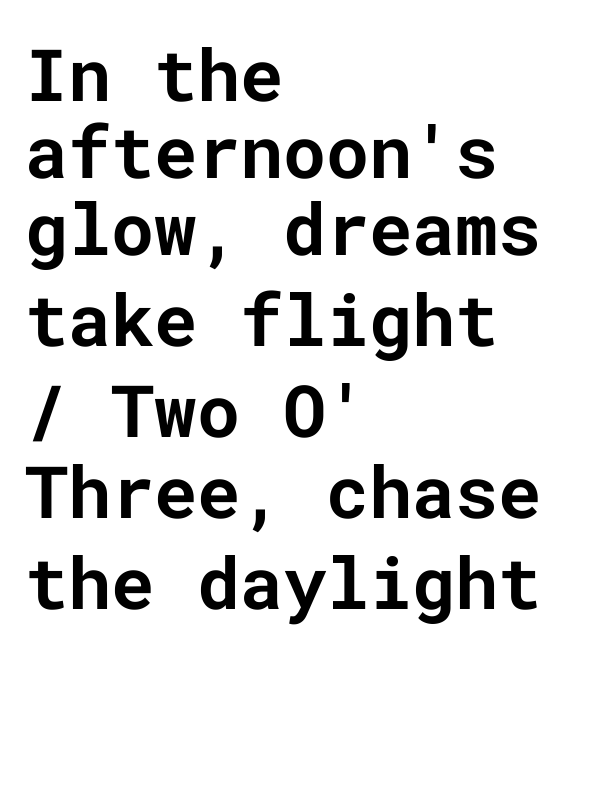 In the
afternoon's
glow, dreams
take flight
/ Two O'
Three, chase
the daylight